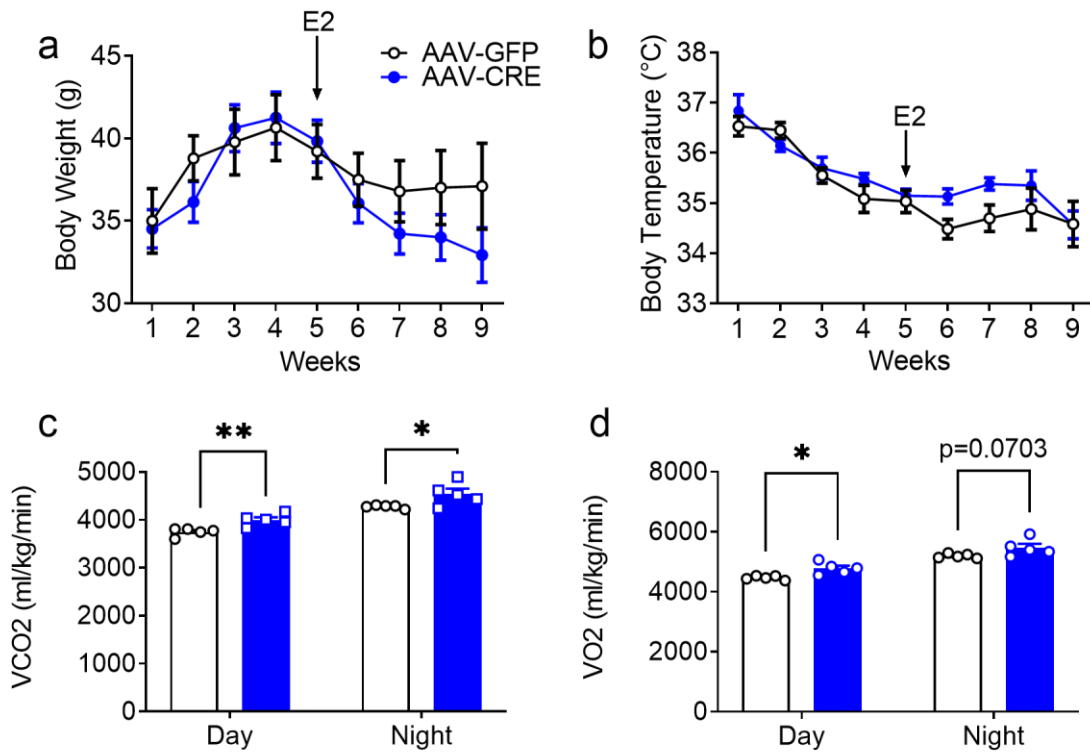 a
E2
AAV-GFP
AAV-CRE
Body Weight (g)
45
40
35
30
1 2 3 4 5 6 7 8 9
Weeks
b
E2
Body Temperature (°C)
38
37
36
35
34
33
1 2 3 4 5 6 7 8 9
Weeks
c
** *
VCO2 (ml/kg/min)
5000
4000
3000
2000
1000
0
Day Night
d
* p=0.0703
VO2 (ml/kg/min)
8000
6000
4000
2000
0
Day Night